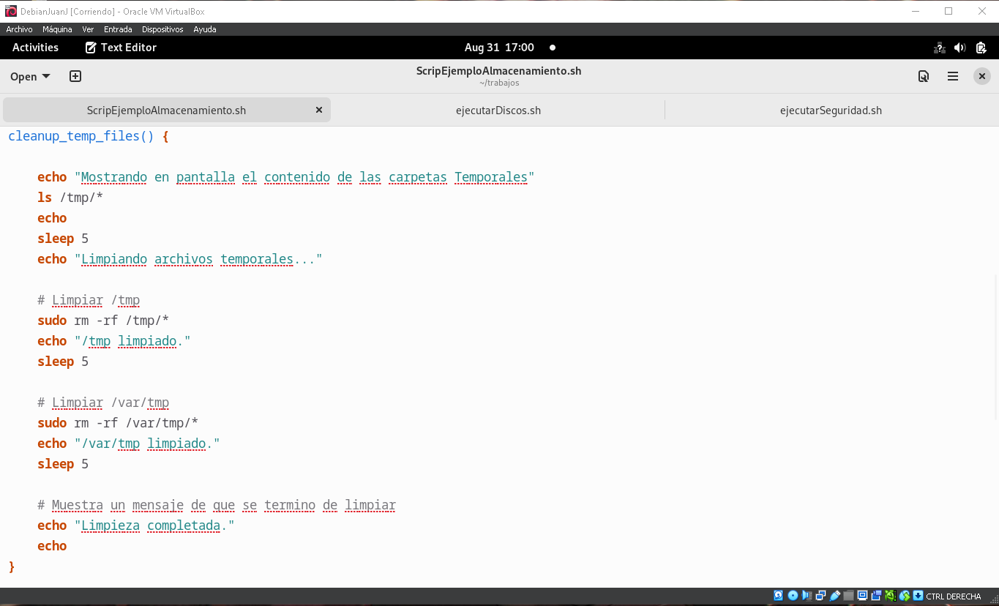 DebianJuanJ [Corriendo] - Oracle VM VirtualBox
Archivo Máquina Ver Entrada Dispositivos Ayuda
Activities Text Editor Aug 31 17:00
Open ScripEjemploAlmacenamiento.sh
~/trabajos
ScripEjemploAlmacenamiento.sh ejecutarDiscos.sh ejecutarSeguridad.sh
cleanup_temp_files() {
echo "Mostrando en pantalla el contenido de las carpetas Temporales"
ls /tmp/*
echo
sleep 5
echo "Limpiando archivos temporales..."
# Limpiar /tmp
sudo rm -rf /tmp/*
echo "/tmp limpiado."
sleep 5
# Limpiar /var/tmp
sudo rm -rf /var/tmp/*
echo "/var/tmp limpiado."
sleep 5
# Muestra un mensaje de que se termino de limpiar
echo "Limpieza completada."
echo
}
CTRL DERECHA